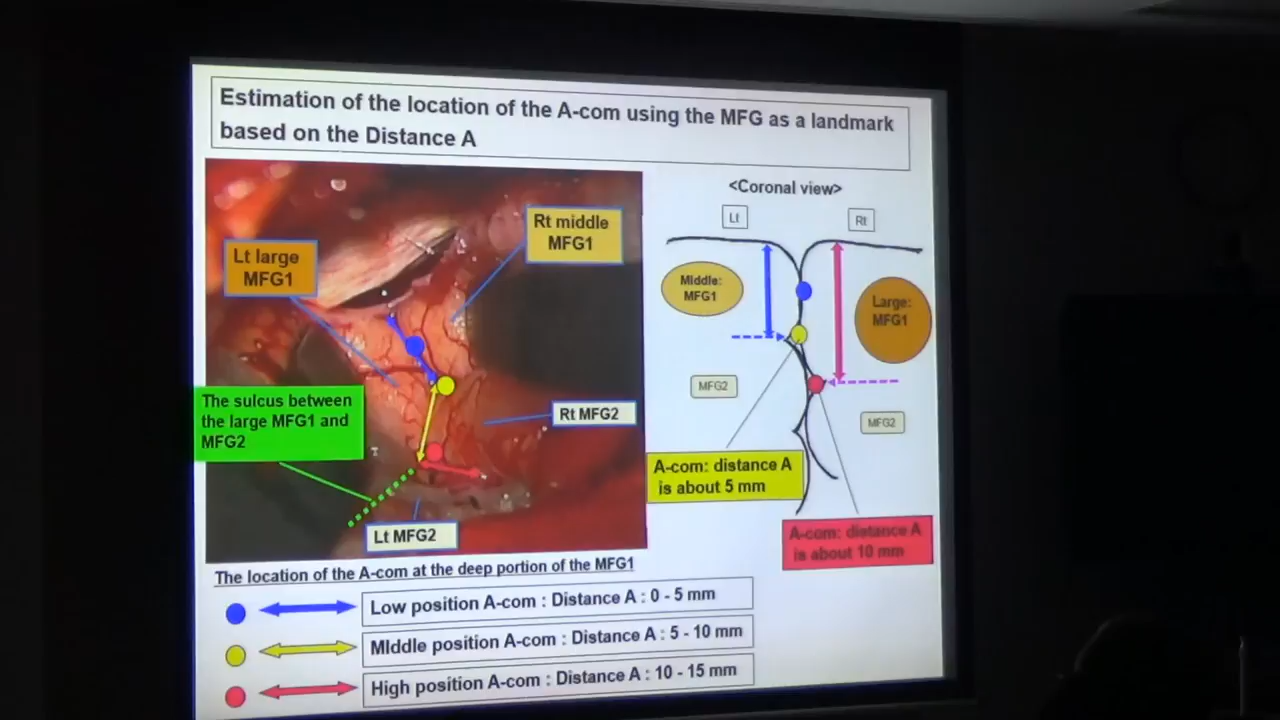 Estimation of the location of the A-com using the MFG as a landmark
based on the Distance A
<Coronal view>
Lt
Rt
Rt middle
MFG1
Lt large
MFG1
Middle:
MFG1
Large:
MFG1
The sulcus between
the large MFG1 and
MFG2
MFG2
Rt MFG2
MFG2
A-com: distance A
is about 5 mm
Lt MFG2
A-com: distance A
is about 10 mm
The location of the A-com at the deep portion of the MFG1
Low position A-com : Distance A : 0 - 5 mm
MIddle position A-com : Distance A : 5 - 10 mm
High position A-com : Distance A : 10 - 15 mm